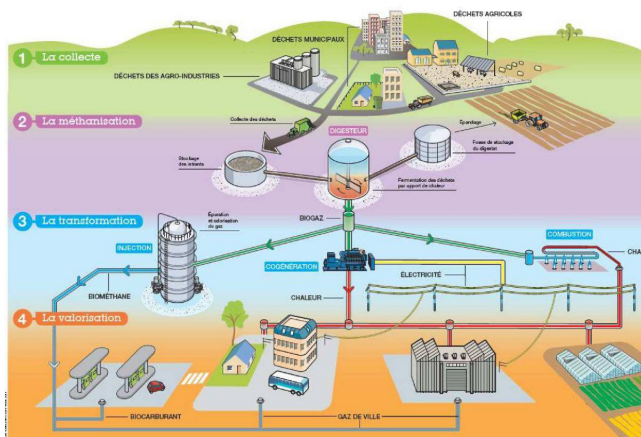 DÉCHETS AGRICOLES
DÉCHETS MUNICIPAUX
1 La collecte
DÉCHETS DES AGRO-INDUSTRIES
2 La méthanisation
Collecte des déchets
DIGESTEUR
Épandage
Stockage
des intrants
Fosse de stockage
du digestat
Fermentation des déchets
par apport de chaleur
3 La transformation
Épuration
et odorisation
du gaz
BIOGAZ
INJECTION
COMBUSTION
CHA
COGÉNÉRATION
ÉLECTRICITÉ
BIOMÉTHANE
CHALEUR
4 La valorisation
BIOCARBURANT
GAZ DE VILLE